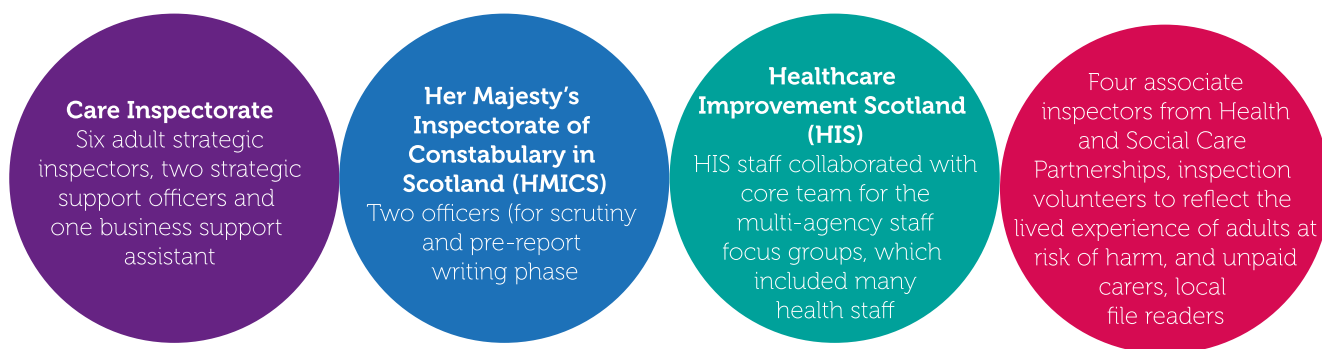 Care Inspectorate
Six adult strategic
inspectors, two strategic
support officers and
one business support
assistant
Her Majesty's
Inspectorate of
Constabulary in
Scotland (HMICS)
Two officers (for scrutiny
and pre-report
writing phase
Healthcare
Improvement Scotland
(HIS)
HIS staff collaborated with
core team for the
multi-agency staff
focus groups, which
included many
health staff
Four associate
inspectors from Health
and Social Care
Partnerships, inspection
volunteers to reflect the
lived experience of adults at
risk of harm, and unpaid
carers, local
file readers